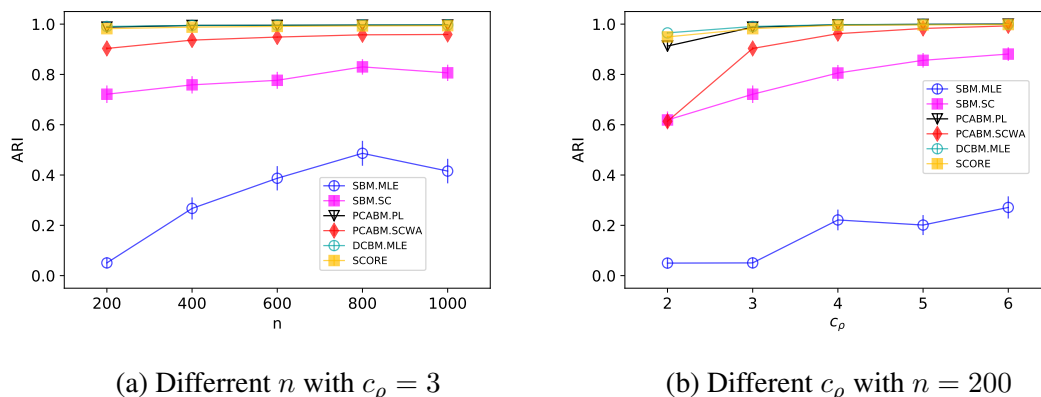 1.0
0.8
0.6
0.4
0.2
0.0
ARI
200 400 600 800 1000
n
SBM.MLE
SBM.SC
PCABM.PL
PCABM.SCWA
DCBM.MLE
SCORE
(a) Differrent n with cρ = 3
1.0
0.8
0.6
0.4
0.2
0.0
ARI
2 3 4 5 6
cρ
SBM.MLE
SBM.SC
PCABM.PL
PCABM.SCWA
DCBM.MLE
SCORE
(b) Different cρ with n = 200